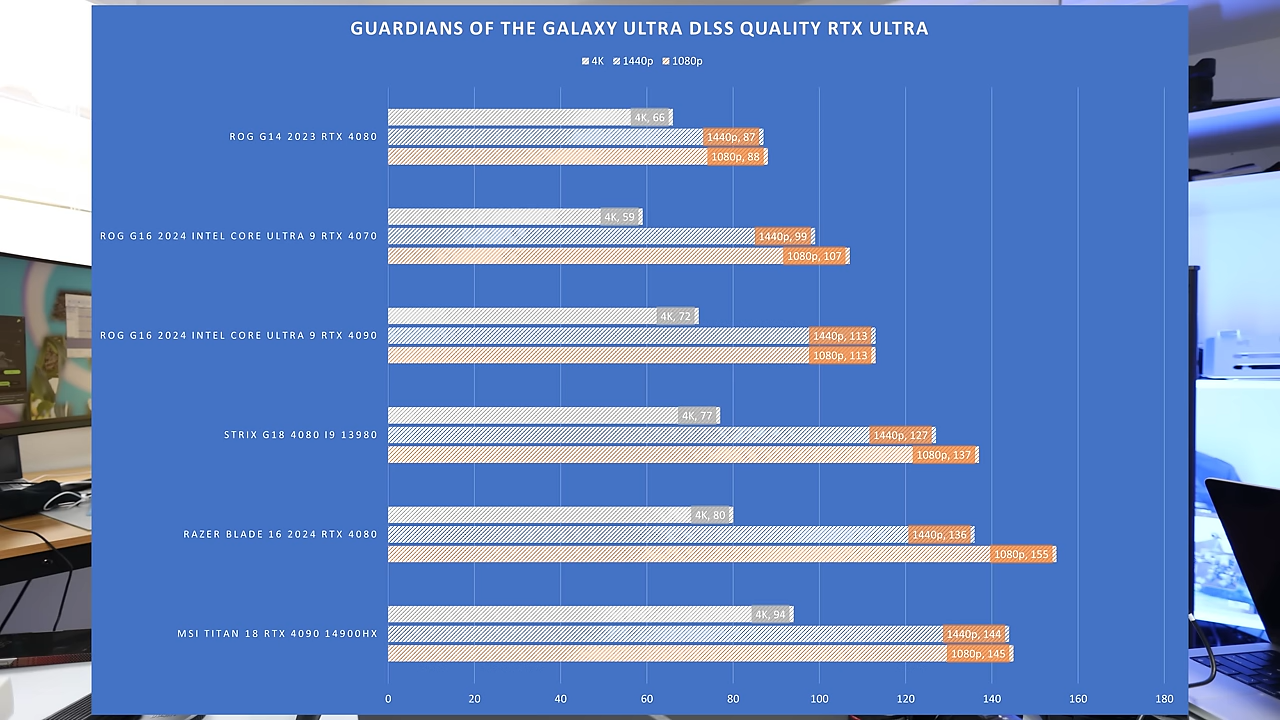 GUARDIANS OF THE GALAXY ULTRA DLSS QUALITY RTX ULTRA
4K 1440p 1080p
ROG G14 2023 RTX 4080
4K, 66
1440p, 87
1080p, 88
ROG G16 2024 INTEL CORE ULTRA 9 RTX 4070
4K, 59
1440p, 99
1080p, 107
ROG G16 2024 INTEL CORE ULTRA 9 RTX 4090
4K, 72
1440p, 113
1080p, 113
STRIX G18 4080 I9 13980
4K, 77
1440p, 127
1080p, 137
RAZER BLADE 16 2024 RTX 4080
4K, 80
1440p, 136
1080p, 155
MSI TITAN 18 RTX 4090 14900HX
4K, 94
1440p, 144
1080p, 145
0 20 40 60 80 100 120 140 160 180